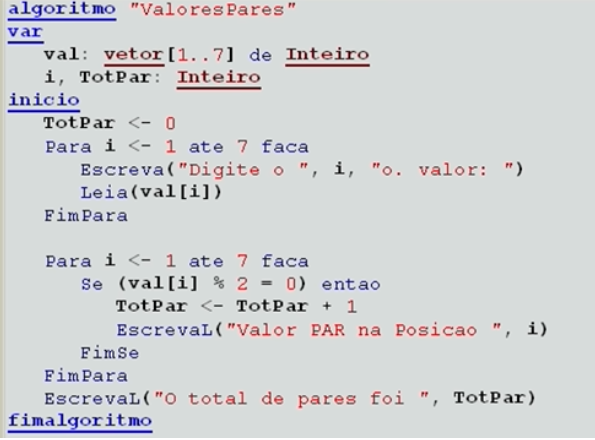 algoritmo "ValoresPares"
var
   val: vetor[1..7] de Inteiro
   i, TotPar: Inteiro
inicio
   TotPar <- 0
   Para i <- 1 ate 7 faca
      Escreva("Digite o ", i, "o. valor: ")
      Leia(val[i])
   FimPara

   Para i <- 1 ate 7 faca
      Se (val[i] % 2 = 0) entao
         TotPar <- TotPar + 1
         EscrevaL("Valor PAR na Posicao ", i)
      FimSe
   FimPara
   EscrevaL("O total de pares foi ", TotPar)
fimalgoritmo